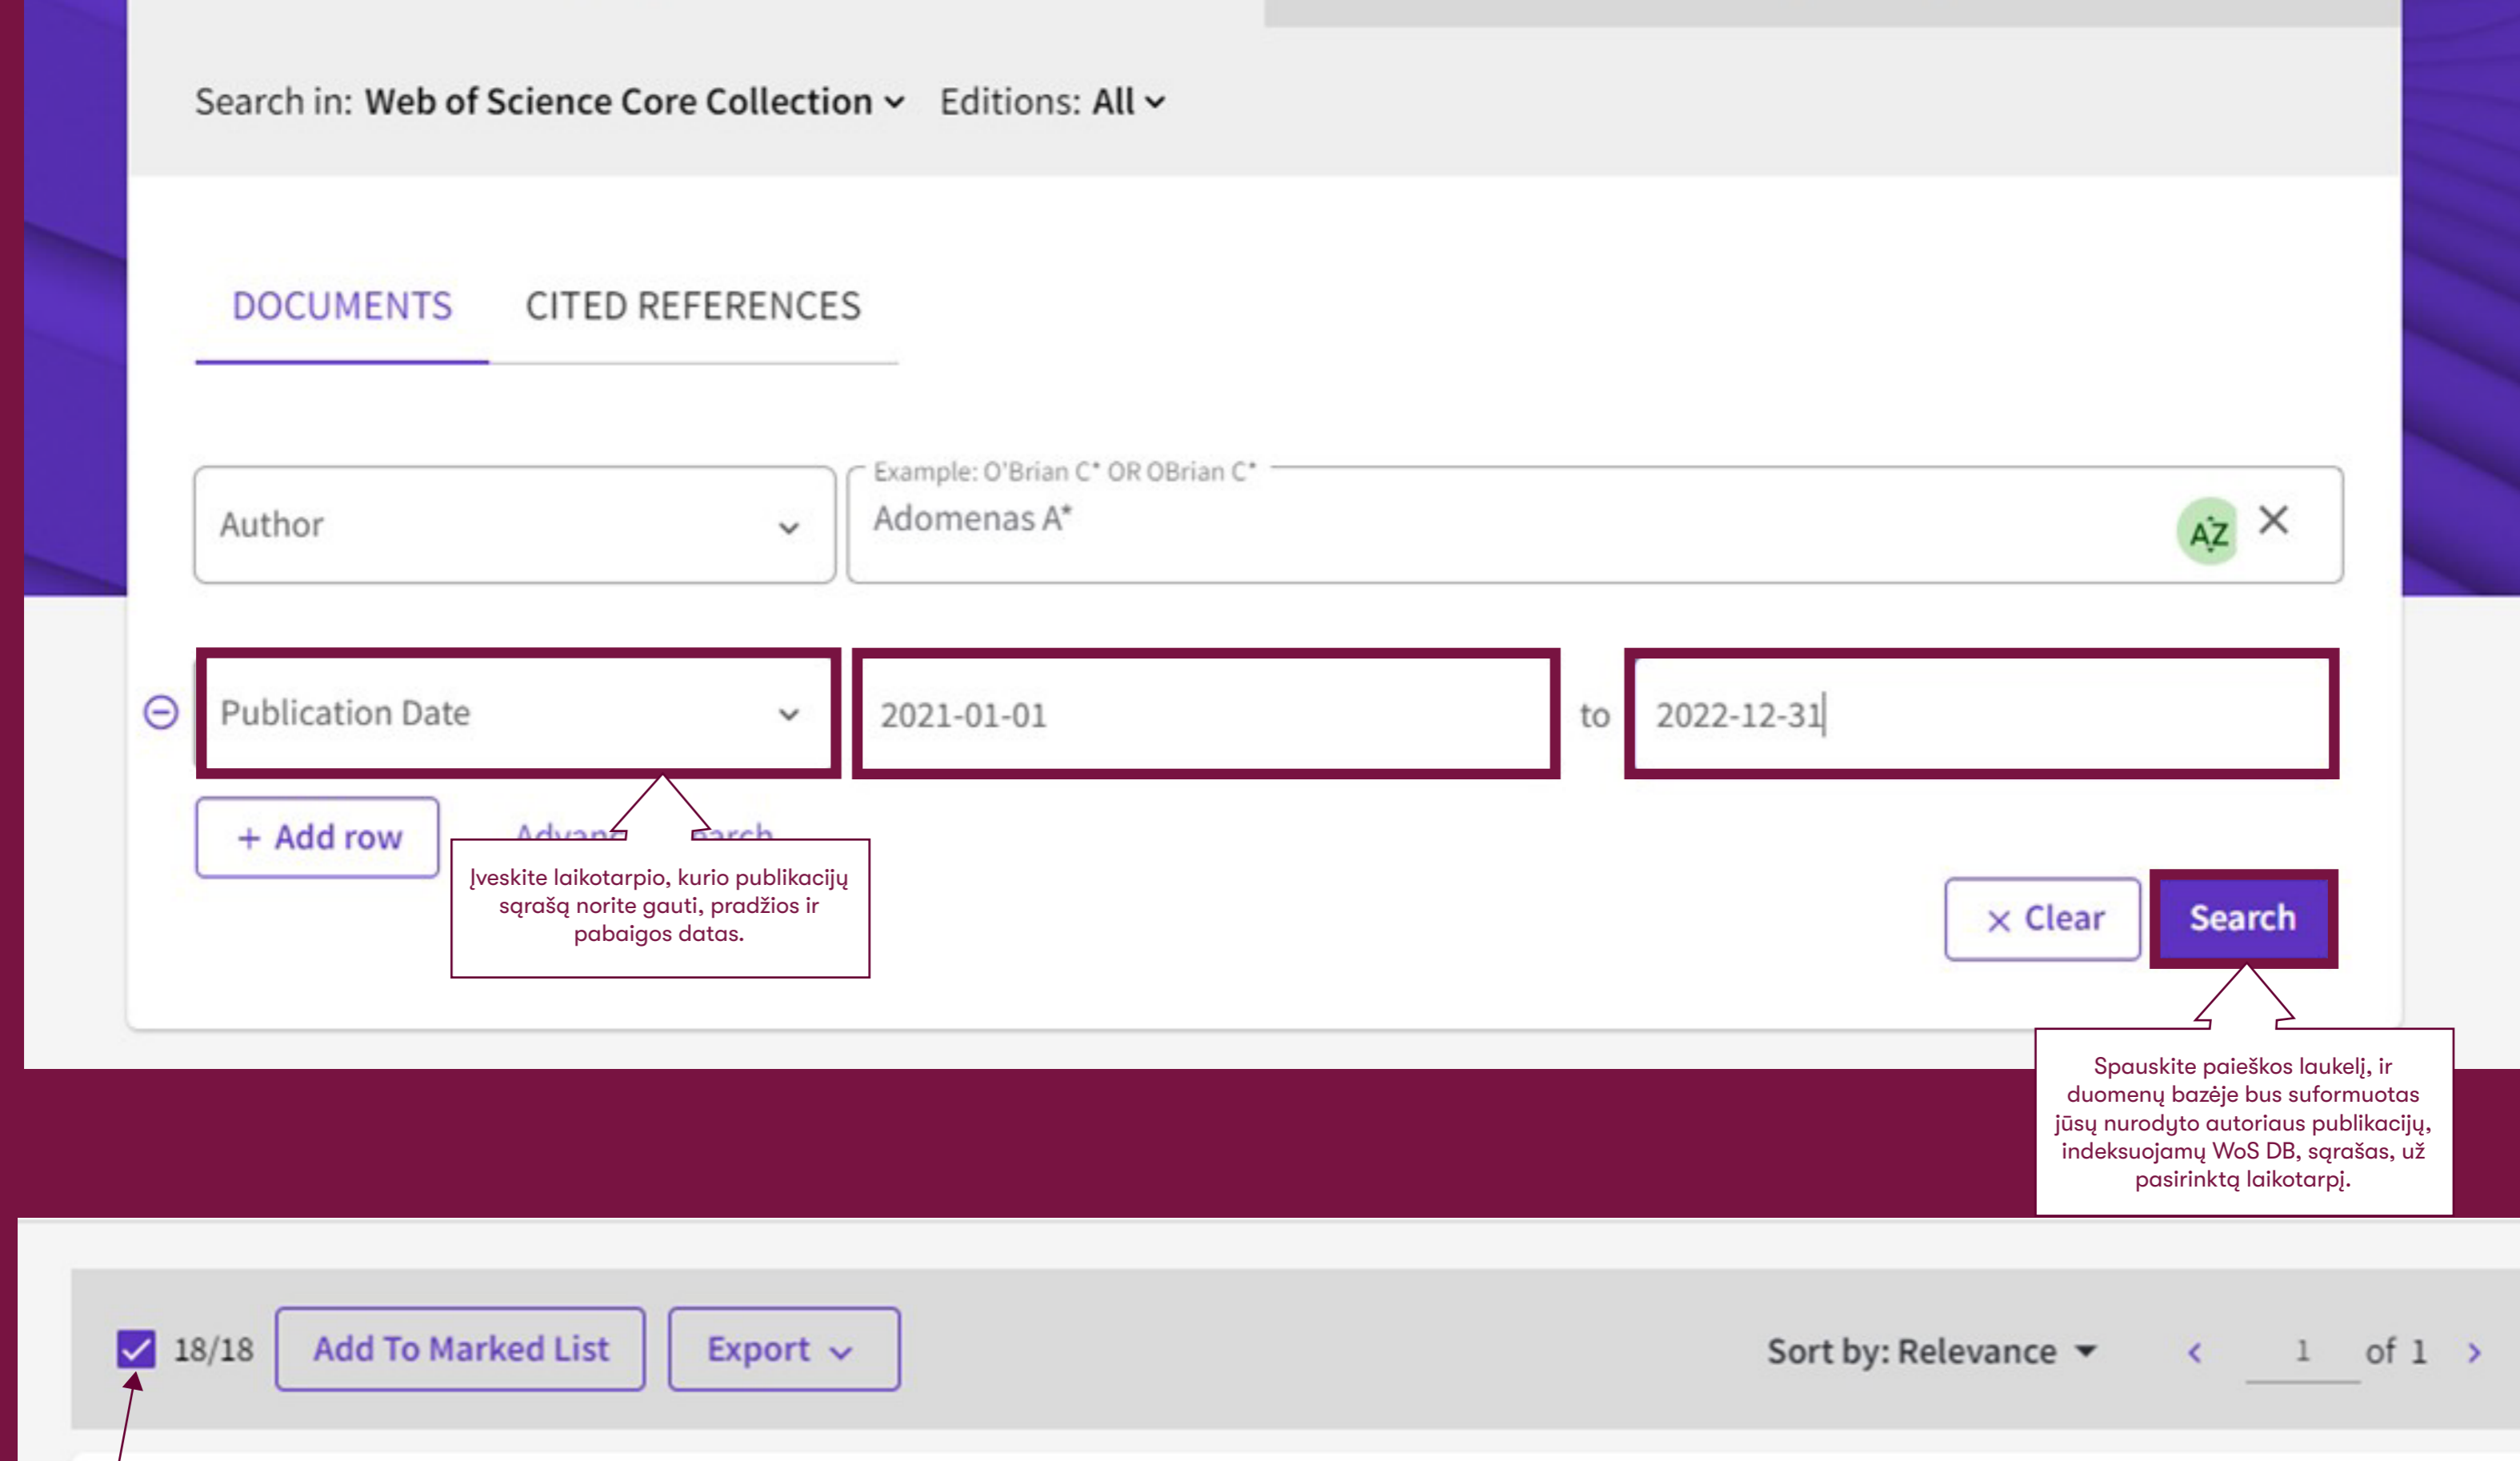 Search in: Web of Science Core Collection Editions: All
DOCUMENTS CITED REFERENCES
Example: O'Brian C* OR OBrian C*
Author Adomenas A* AZ
Publication Date 2021-01-01 to 2022-12-31
+ Add row
Įveskite laikotarpio, kurio publikacijų
sąrašą norite gauti, pradžios ir
pabaigos datas.
× Clear Search
Spauskite paieškos laukelį, ir
duomenų bazėje bus suformuotas
jūsų nurodyto autoriaus publikacijų,
indeksuojamų WoS DB, sąrašas, už
pasirinktą laikotarpį.
18/18 Add To Marked List Export Sort by: Relevance < 1 of 1 >